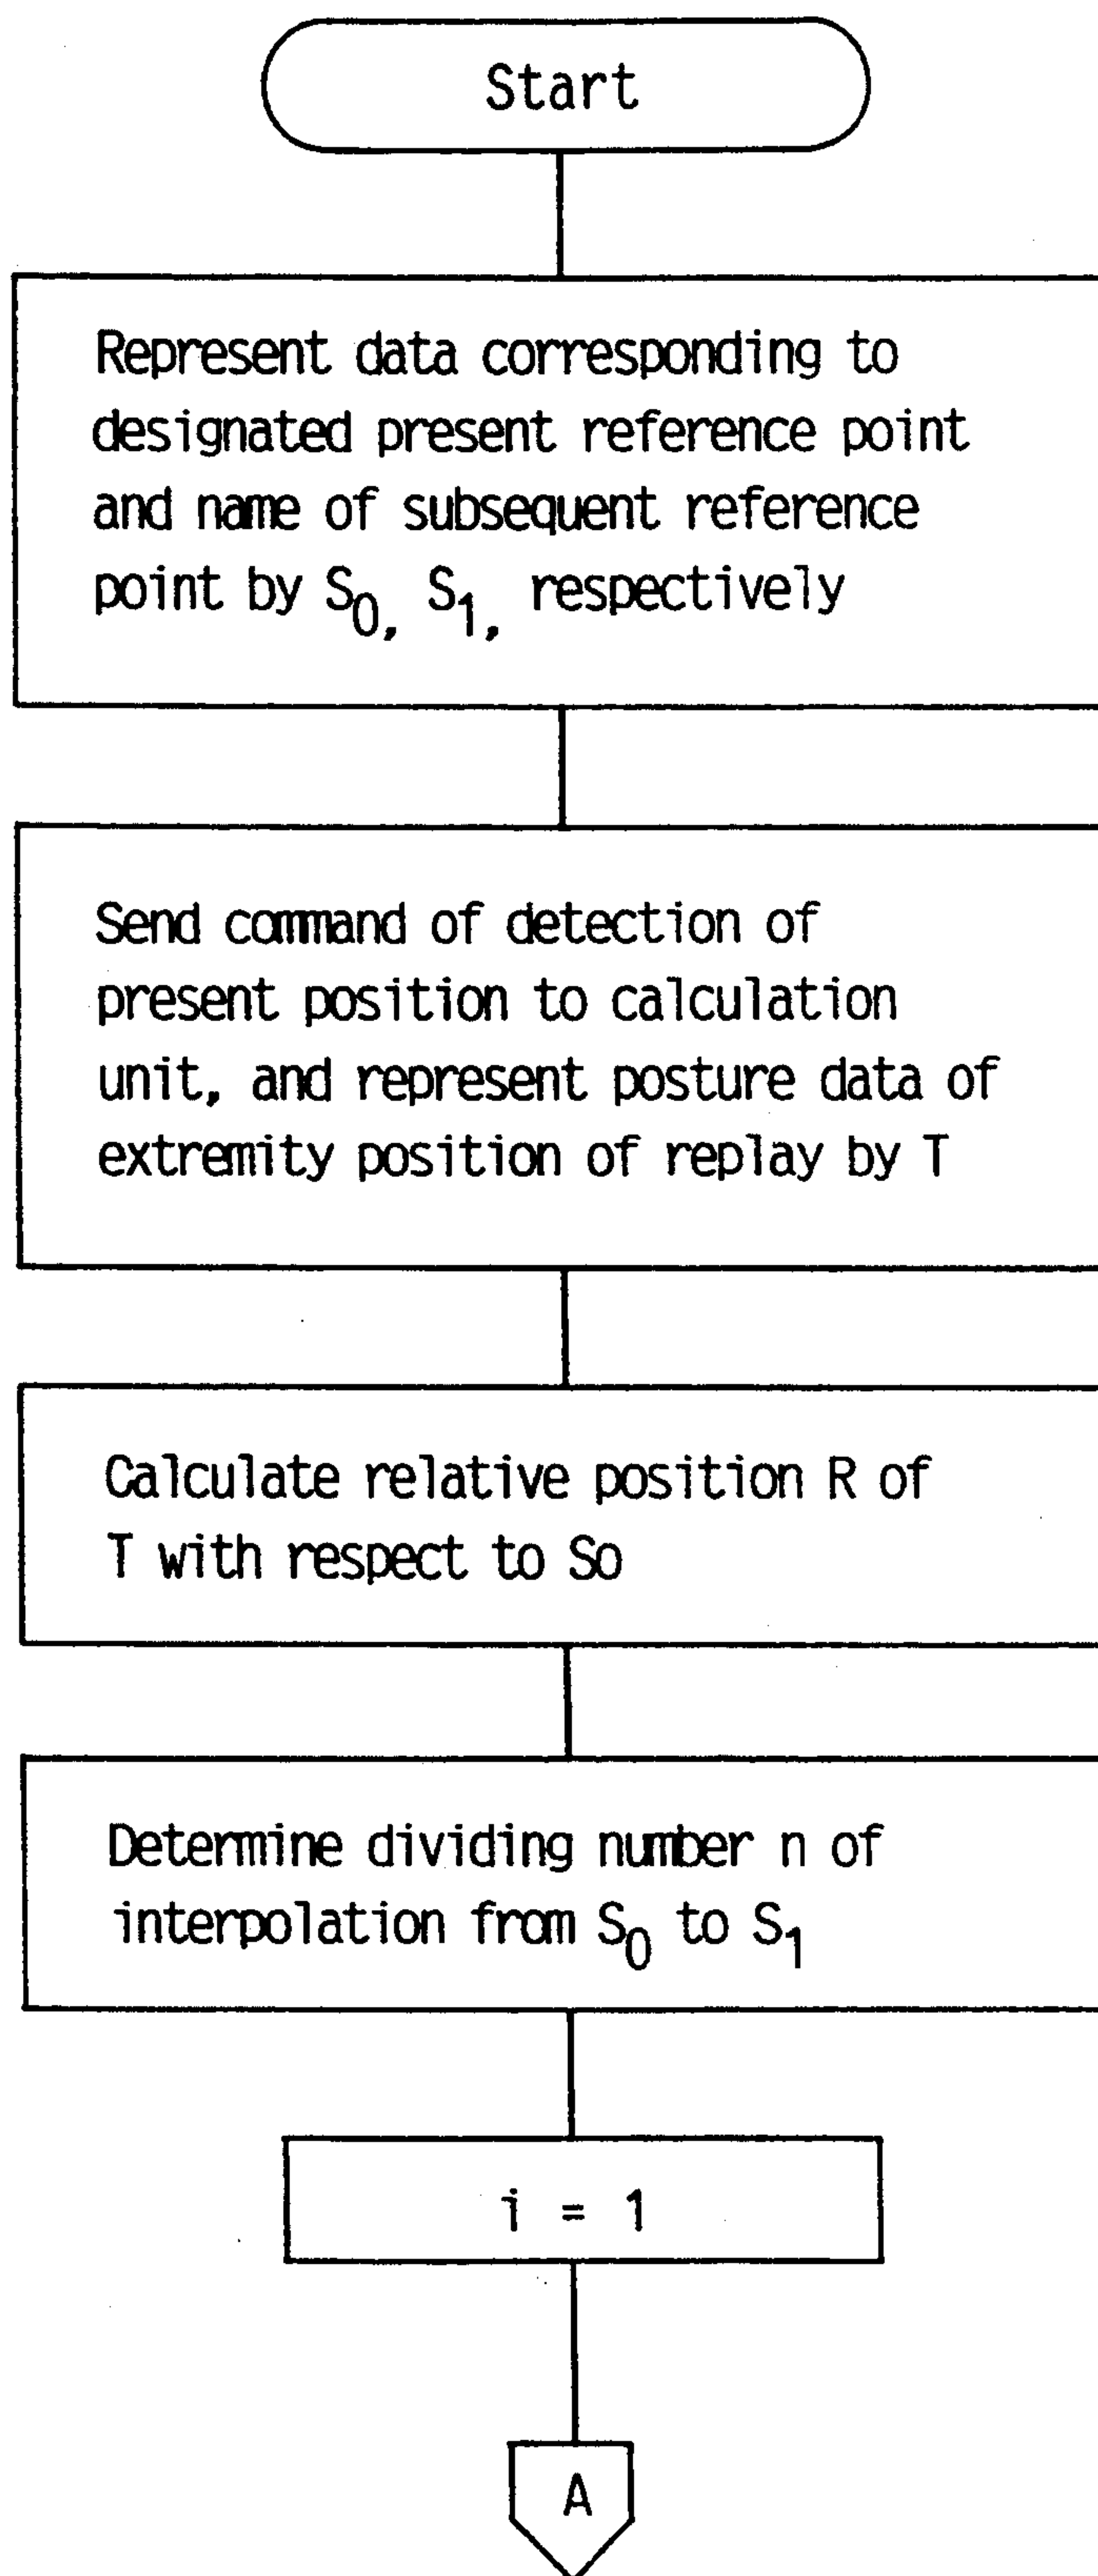 Start
Represent data corresponding to
designated present reference point
and name of subsequent reference
point by S₀, S₁, respectively
Send command of detection of
present position to calculation
unit, and represent posture data of
extremity position of replay by T
Calculate relative position R of
T with respect to So
Determine dividing number n of
interpolation from S₀ to S₁
i = 1
A